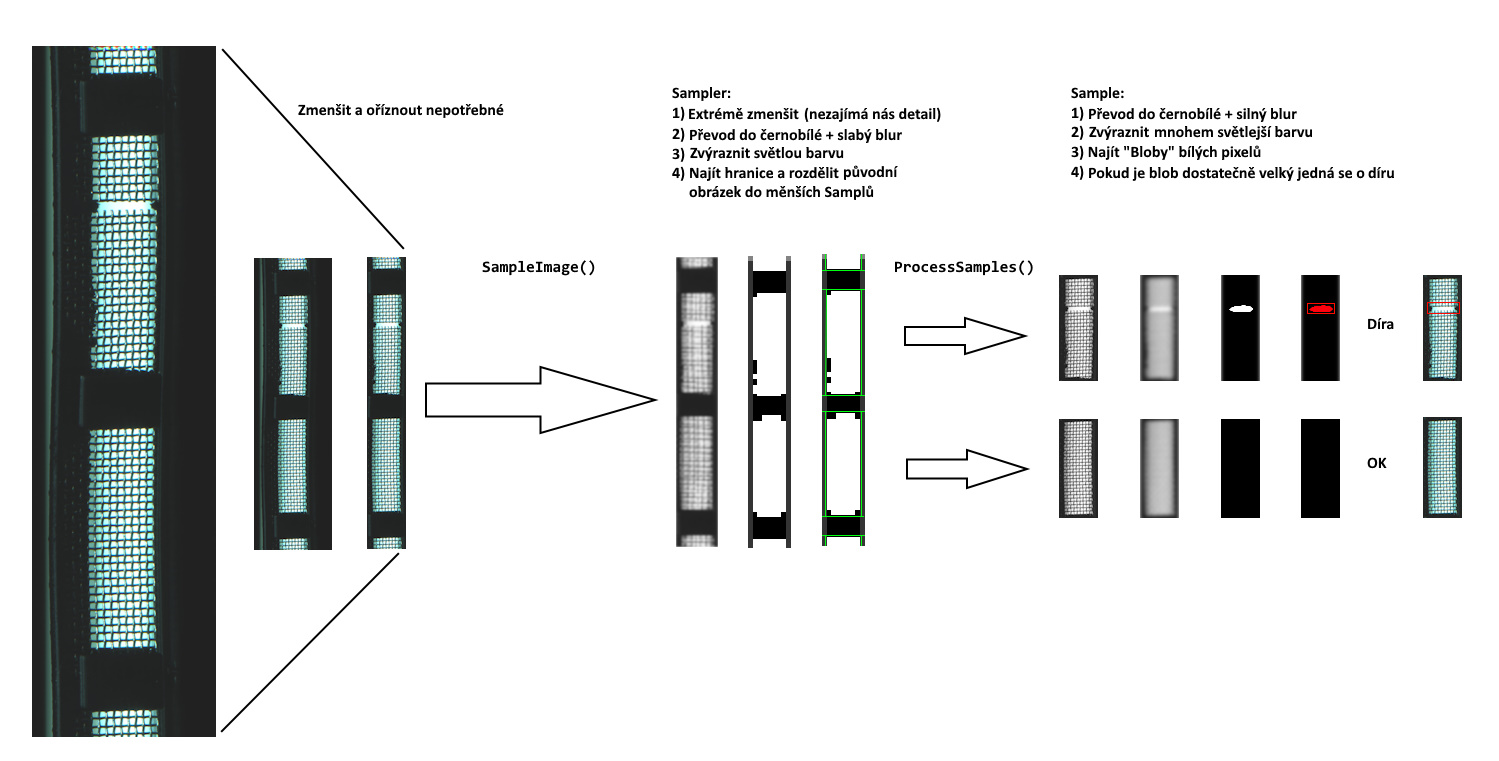 Zmenšit a oříznout nepotřebné
Sampler:
1) Extrémě zmenšit (nezajímá nás detail)
2) Převod do černobílé + slabý blur
3) Zvýraznit světlou barvu
4) Najít hranice a rozdělit původní
obrázek do měnších Samplů
Sample:
1) Převod do černobílé + silný blur
2) Zvýraznit mnohem světlejší barvu
3) Najít "Bloby" bílých pixelů
4) Pokud je blob dostatečně velký jedná se o díru
SampleImage()
ProcessSamples()
Díra
OK